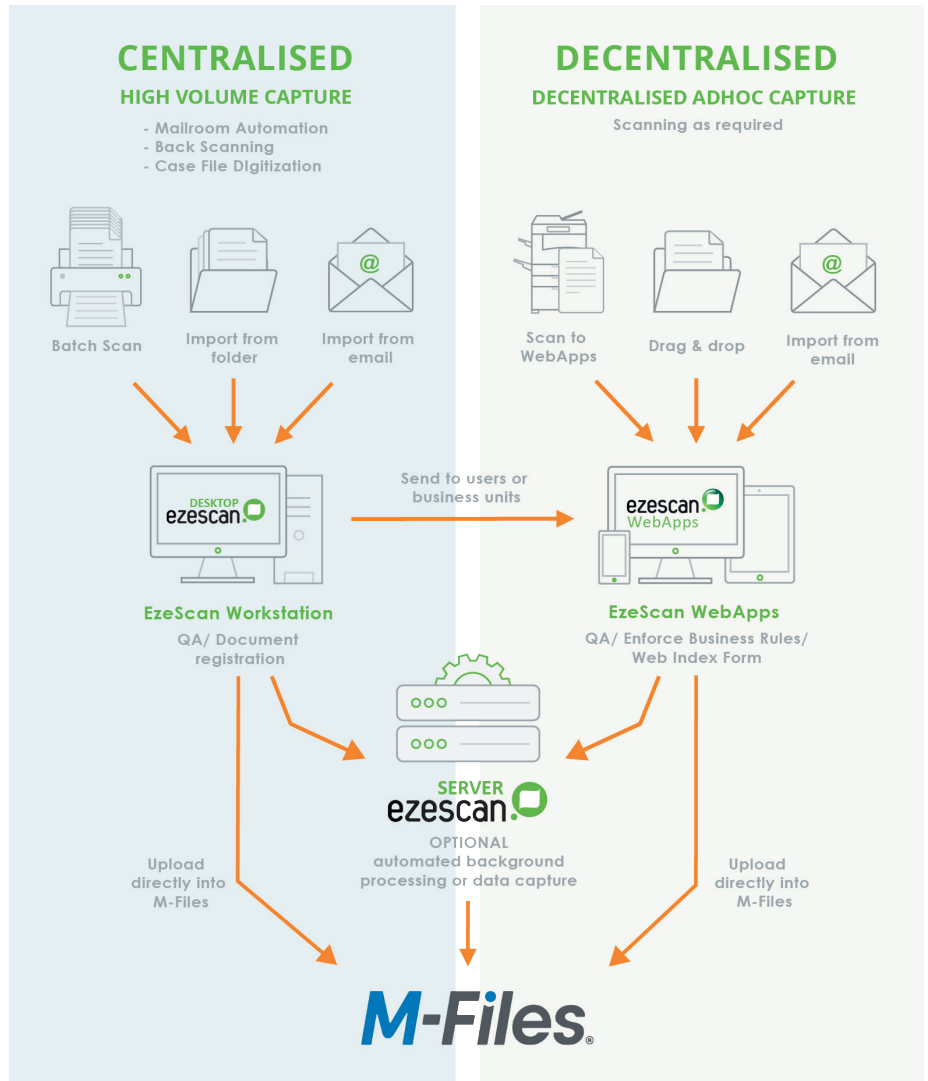 CENTRALISED
HIGH VOLUME CAPTURE
- Mailroom Automation
- Back Scanning
- Case File DIgitization
@
Batch Scan
Import from
folder
Import from
email
DESKTOP
ezescan
EzeScan Workstation
QA/ Document
registration
Send to users or
business units
DECENTRALISED
DECENTRALISED ADHOC CAPTURE
Scanning as required
@
Scan to
WebApps
Drag & drop
Import from
email
ezescan
WebApps
EzeScan WebApps
QA/ Enforce Business Rules/
Web Index Form
SERVER
ezescan
OPTIONAL
automated background
processing or data capture
Upload
directly into
M-Files
Upload
directly into
M-Files
M-Files®